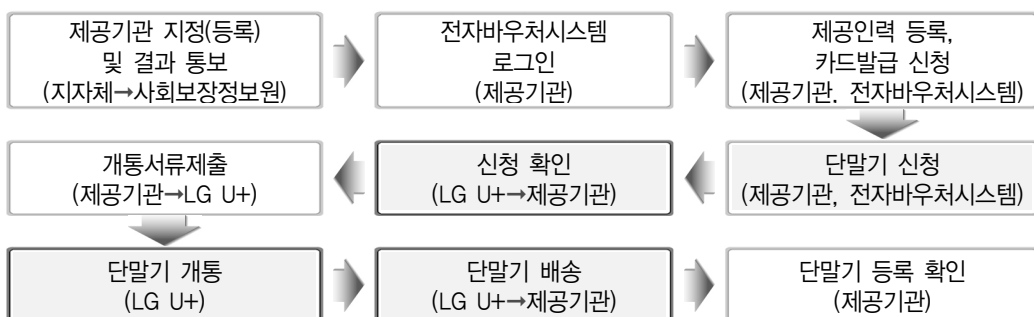 제공기관 지정(등록)
및 결과 통보
(지자체→사회보장정보원)
전자바우처시스템
로그인
(제공기관)
제공인력 등록,
카드발급 신청
(제공기관. 전자바우처시스템)
단말기 신청
(제공기관, 전자바우처시스템)
신청 확인
(LG U+→제공기관)
개통서류제출
(제공기관→LG U+)
단말기 개통
(LG U+)
단말기 배송
(LG U+→제공기관)
단말기 등록 확인
(제공기관)